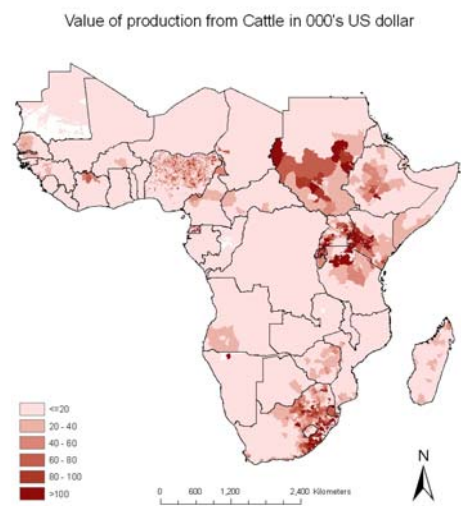 Value of production from Cattle in 000's US dollar
<=20
20 - 40
40 - 60
60 - 80
80 - 100
>100
N
0 600 1,200 2,400 Kilometers